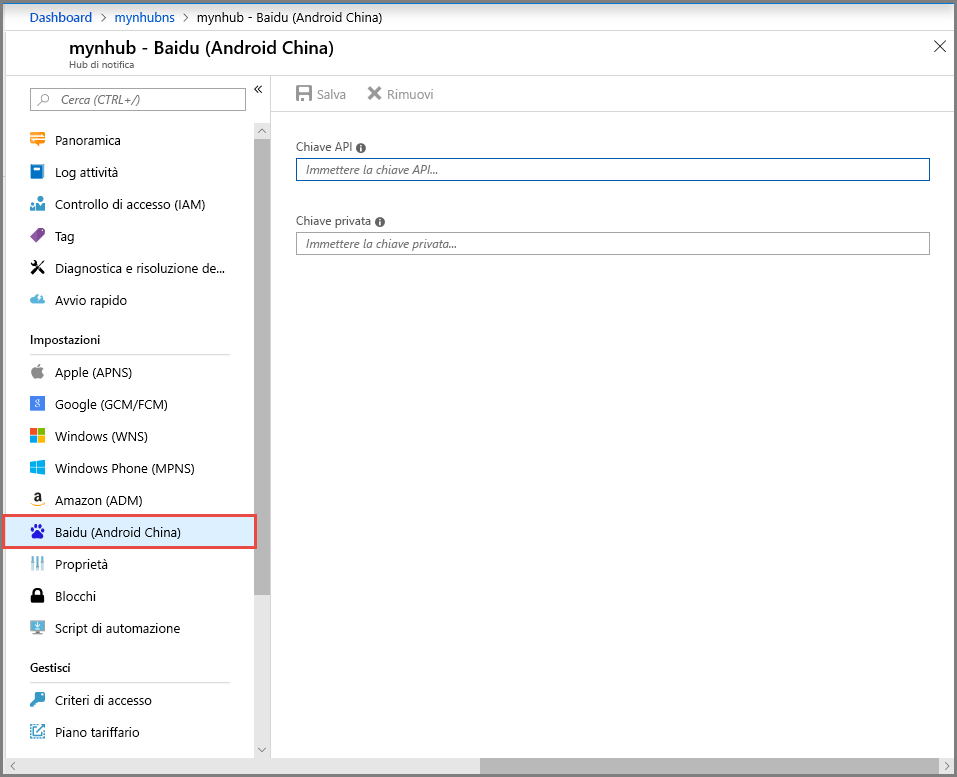 Dashboard > mynhubns > mynhub - Baidu (Android China)
mynhub - Baidu (Android China)
Hub di notifica
Cerca (CTRL+/)
Panoramica
Log attività
Controllo di accesso (IAM)
Tag
Diagnostica e risoluzione de...
Avvio rapido
Impostazioni
Apple (APNS)
Google (GCM/FCM)
Windows (WNS)
Windows Phone (MPNS)
Amazon (ADM)
Baidu (Android China)
Proprietà
Blocchi
Script di automazione
Gestisci
Criteri di accesso
Piano tariffario
Salva Rimuovi
Chiave API
Immettere la chiave API...
Chiave privata
Immettere la chiave privata...